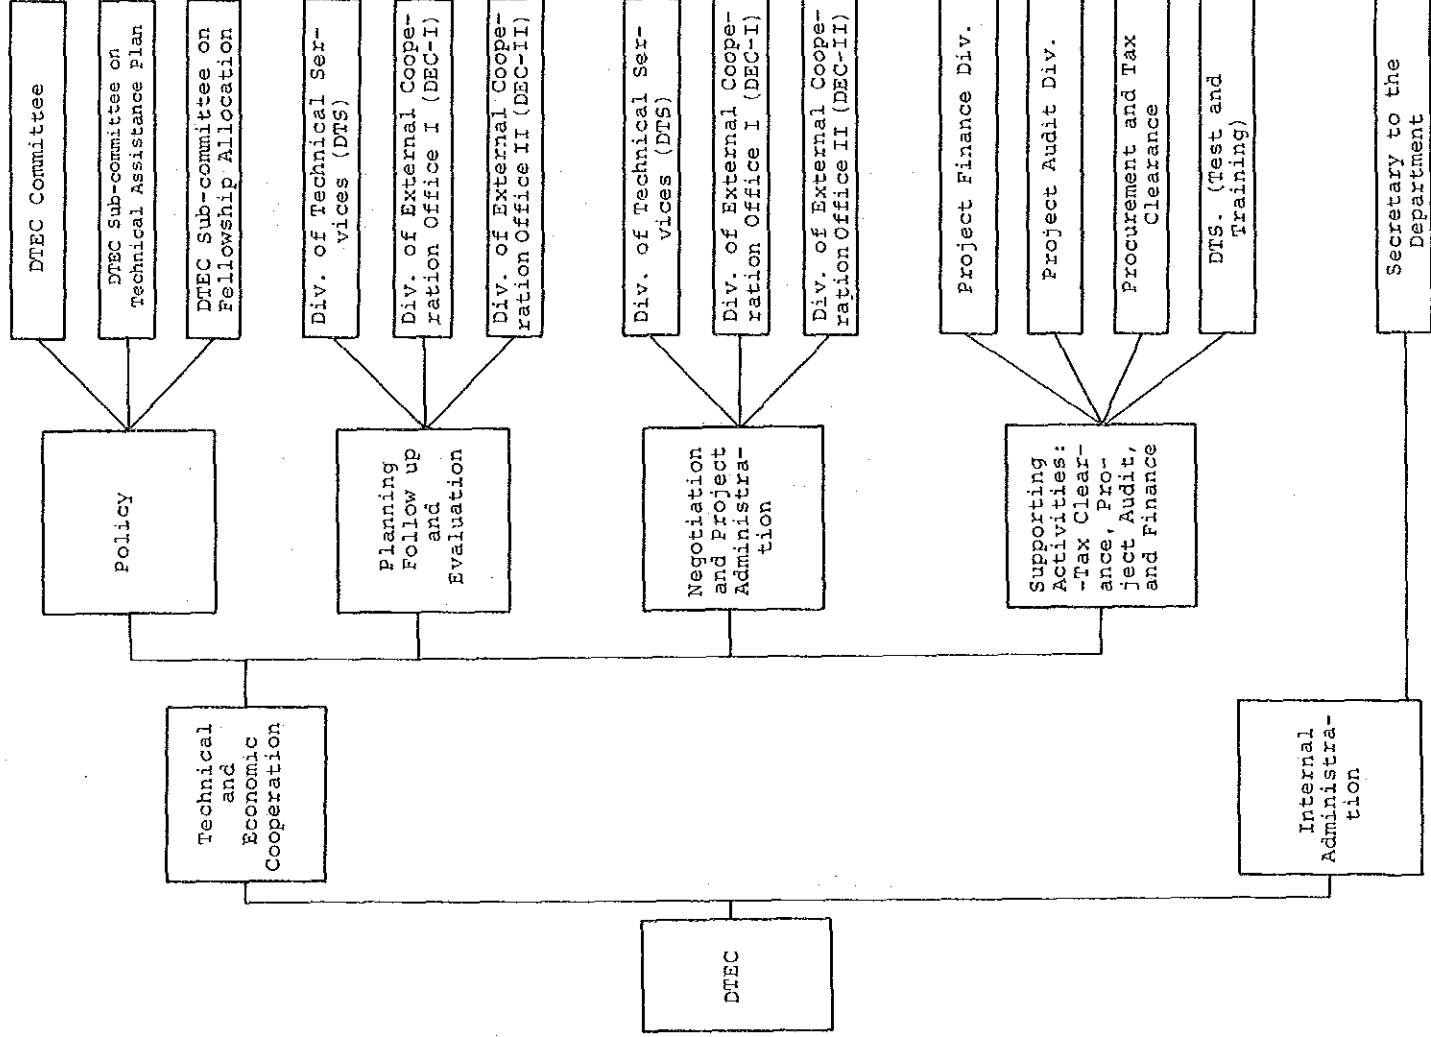 DTEC
Technical
and
Economic
Cooperation
Internal
Administra-
tion
Policy
Planning
Follow up
and
Evaluation
Negotiation
and Project
Administra-
tion
Supporting
Activities:
-Tax Clear-
ance, Pro-
ject Audit,
and Finance
DTEC Committee
DTEC Sub-committee on
Technical Assistance Plan
DTEC Sub-committee on
Fellowship Allocation
Div. of Technical Ser-
vices (DTS)
Div. of External Coope-
ration Office I (DEC-I)
Div. of External Coope-
ration Office II (DEC-II)
Div. of Technical Ser-
vices (DTS)
Div. of External Coope-
ration Office I (DEC-I)
Div. of External Coope-
ration Office II (DEC-II)
Project Finance Div.
Project Audit Div.
Procurement and Tax
Clearance
DTS. (Test and
Training)
Secretary to the
Department